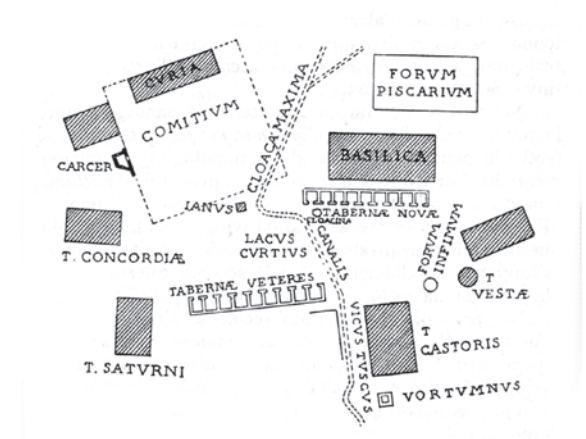 CVRIA
COMITIVM
CARCER
CLOACA MAXIMA
FORVM
PISCARIVM
BASILICA
IANVS
TABERNÆ NOVÆ
CLOACINA
T. CONCORDIÆ
LACVS
CVRTIVS
CANALIS
FORVM
INFIMVM
T
VESTÆ
TABERNÆ VETERES
T. SATVRNI
VICVS TVSCVS
T
CASTORIS
VORTVMNVS